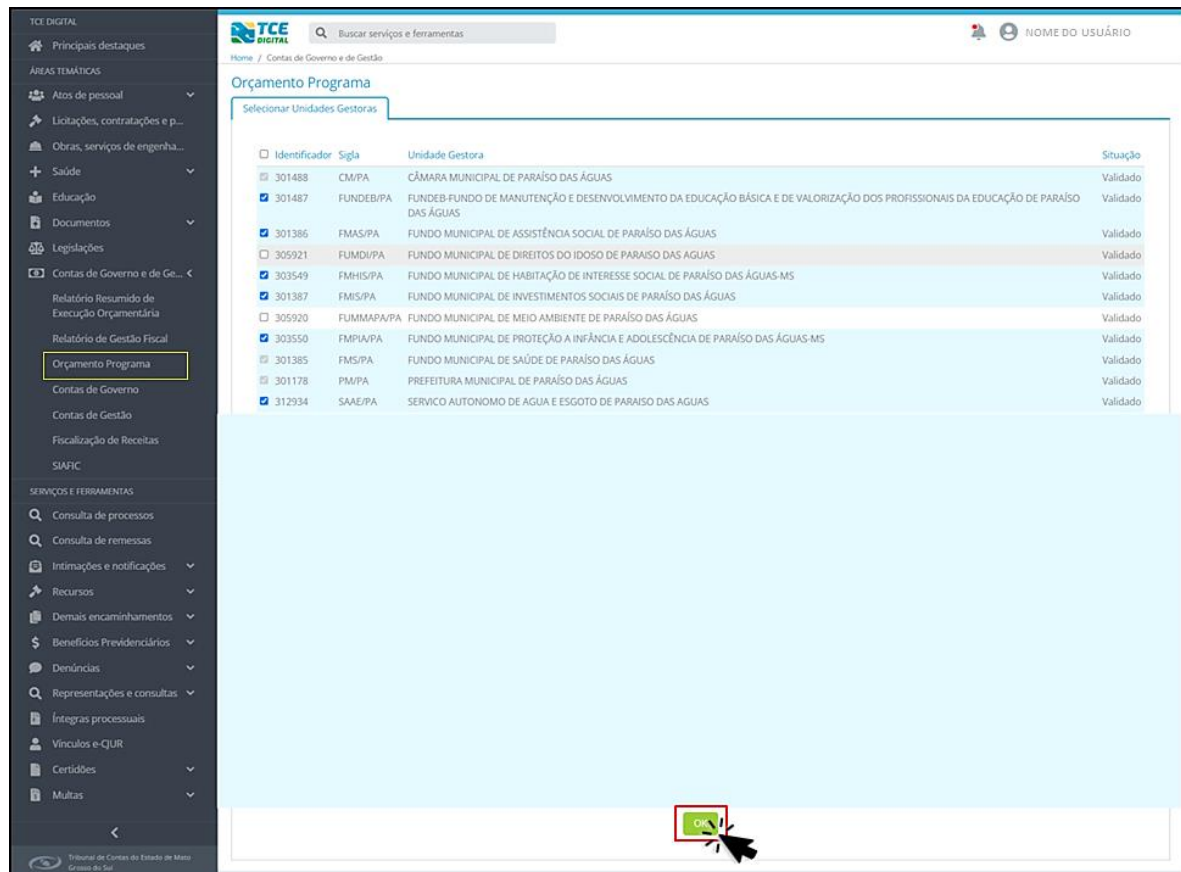 TCE DIGITAL
Principais destaques
ÁREAS TEMÁTICAS
Atos de pessoal
Licitações, contratações e p...
Obras, serviços de engenha...
Saúde
Educação
Documentos
Legislações
Contas de Governo e de Ge...
Relatório Resumido de
Execução Orçamentária
Relatório de Gestão Fiscal
Orçamento Programa
Contas de Governo
Contas de Gestão
Fiscalização de Receitas
SIAFIC
SERVIÇOS E FERRAMENTAS
Consulta de processos
Consulta de remessas
Intimações e notificações
Recursos
Demais encaminhamentos
Benefícios Previdenciários
Denúncias
Representações e consultas
Íntegras processuais
Vínculos e-CJUR
Certidões
Multas
Tribunal de Contas do Estado de Mato
Grosso do Sul
TCE
DIGITAL
Buscar serviços e ferramentas
NOME DO USUÁRIO
Home / Contas de Governo e de Gestão
Orçamento Programa
Selecionar Unidades Gestoras
Identificador Sigla Unidade Gestora Situação
301488 CM/PA CÂMARA MUNICIPAL DE PARAÍSO DAS ÁGUAS Validado
301487 FUNDEB/PA FUNDEB-FUNDO DE MANUTENÇÃO E DESENVOLVIMENTO DA EDUCAÇÃO BÁSICA E DE VALORIZAÇÃO DOS PROFISSIONAIS DA EDUCAÇÃO DE PARAÍSO Validado
DAS ÁGUAS
301386 FMAS/PA FUNDO MUNICIPAL DE ASSISTÊNCIA SOCIAL DE PARAÍSO DAS ÁGUAS Validado
305921 FUMDI/PA FUNDO MUNICIPAL DE DIREITOS DO IDOSO DE PARAISO DAS AGUAS Validado
303549 FMHIS/PA FUNDO MUNICIPAL DE HABITAÇÃO DE INTERESSE SOCIAL DE PARAÍSO DAS ÁGUAS-MS Validado
301387 FMIS/PA FUNDO MUNICIPAL DE INVESTIMENTOS SOCIAIS DE PARAÍSO DAS ÁGUAS Validado
305920 FUMMAPA/PA FUNDO MUNICIPAL DE MEIO AMBIENTE DE PARAÍSO DAS ÁGUAS Validado
303550 FMPIA/PA FUNDO MUNICIPAL DE PROTEÇÃO A INFÂNCIA E ADOLESCÊNCIA DE PARAÍSO DAS ÁGUAS-MS Validado
301385 FMS/PA FUNDO MUNICIPAL DE SAÚDE DE PARAÍSO DAS ÁGUAS Validado
301178 PM/PA PREFEITURA MUNICIPAL DE PARAÍSO DAS ÁGUAS Validado
312934 SAAE/PA SERVICO AUTONOMO DE AGUA E ESGOTO DE PARAISO DAS AGUAS Validado
OK